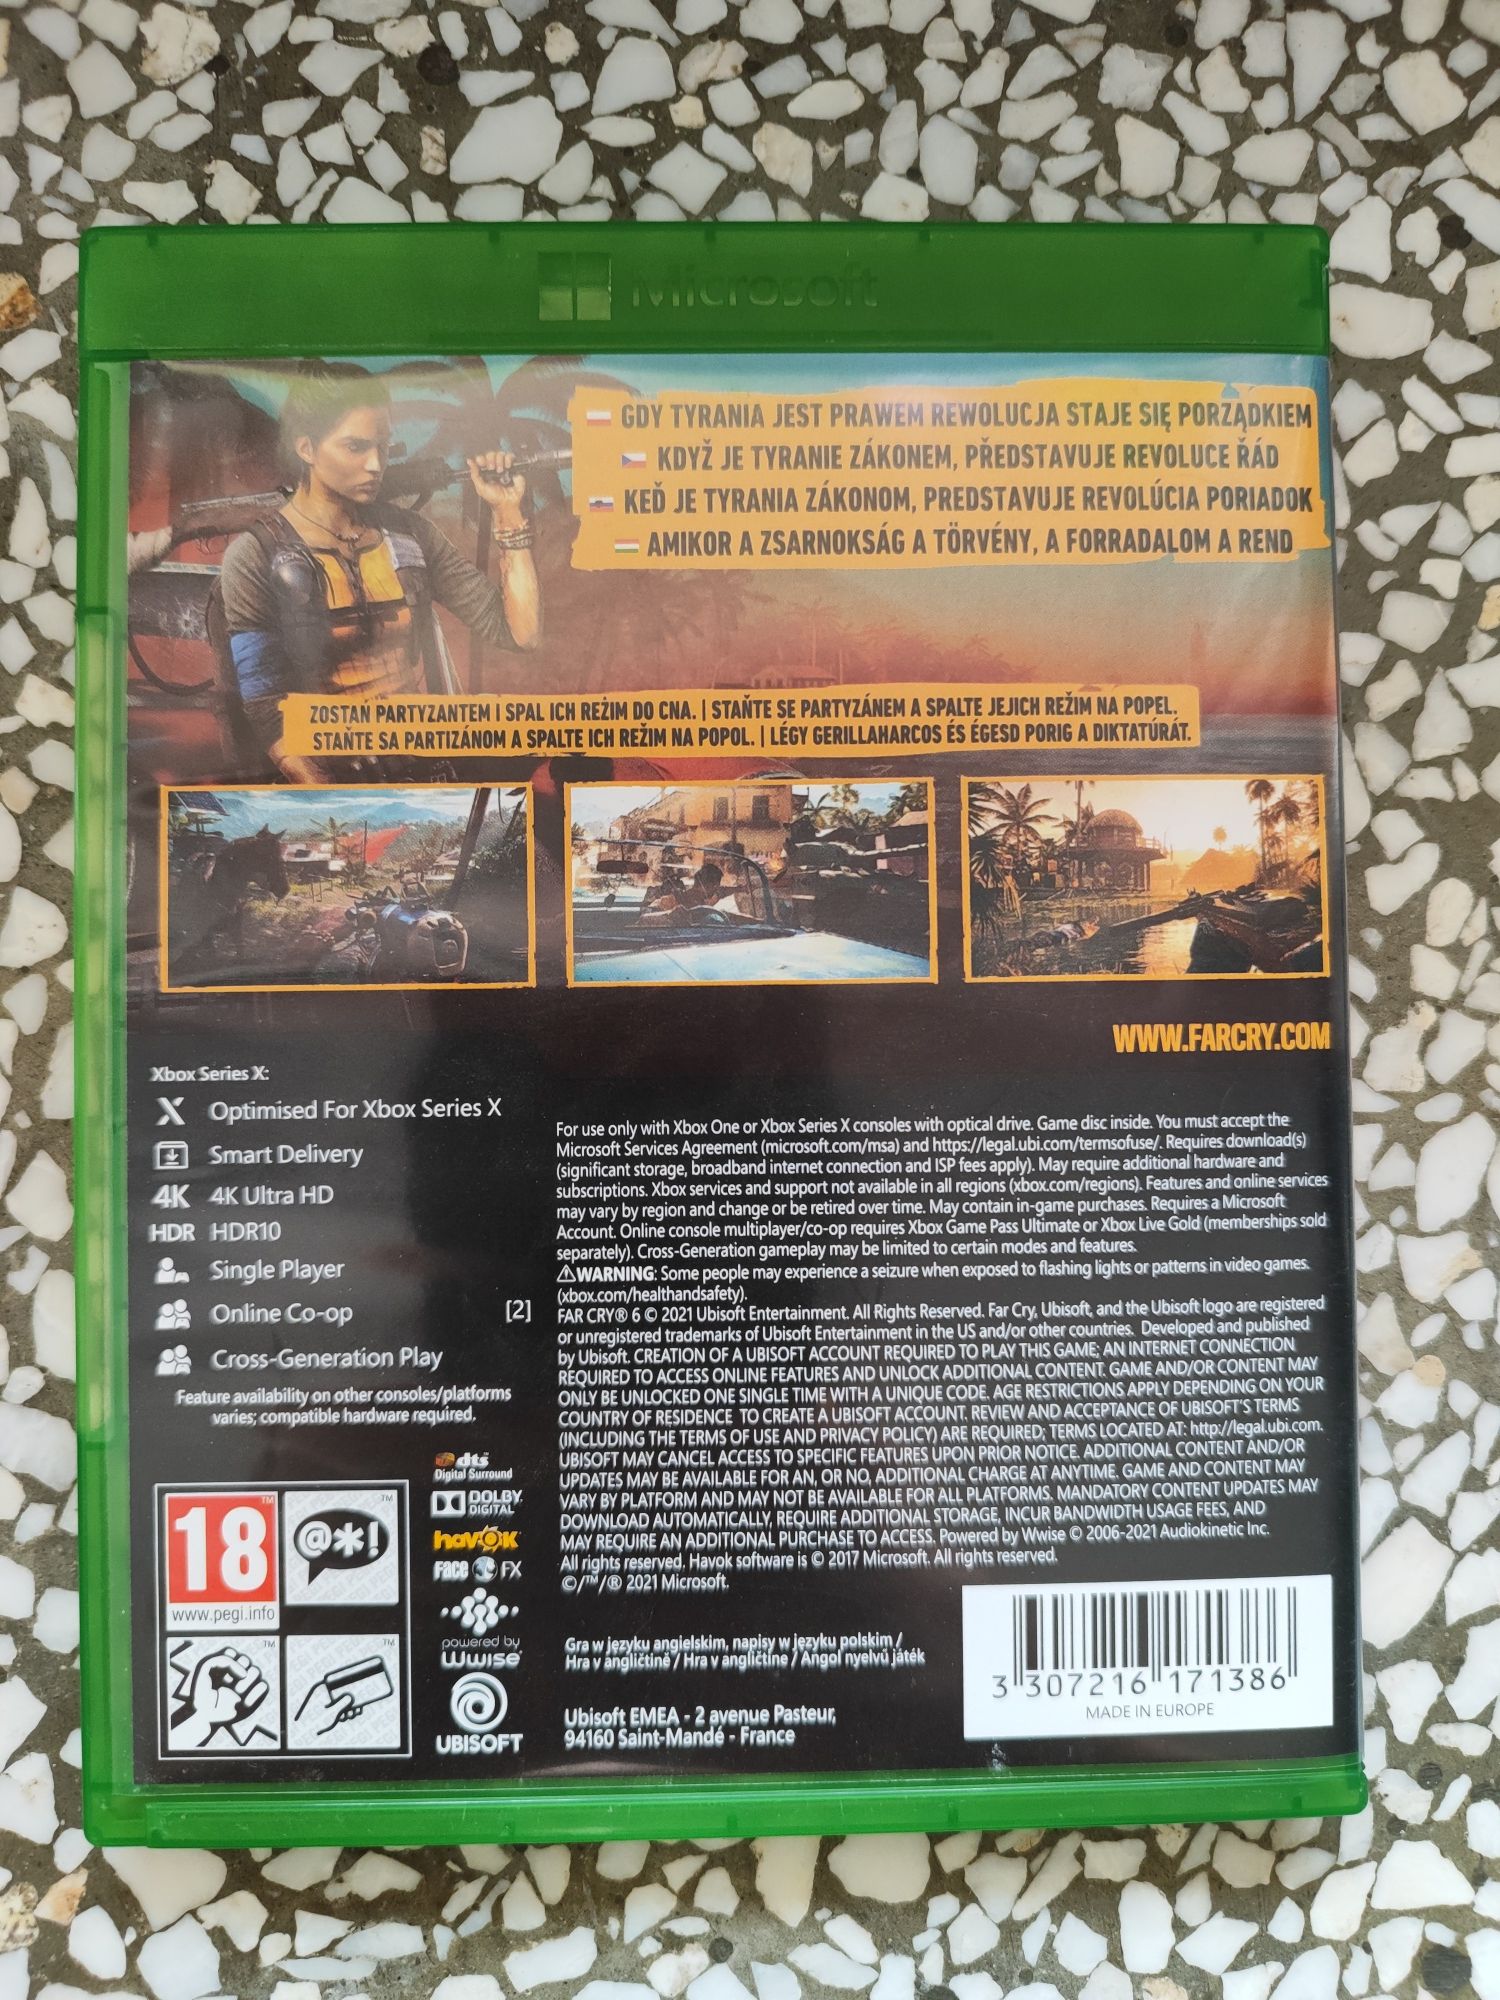 Microsoft
GDY TYRANIA JEST PRAWEM REWOLUCJA STAJE SIĘ PORZĄDKIEM
KDYŽ JE TYRANIE ZÁKONEM, PŘEDSTAVUJE REVOLUCE ŘÁD
KEĎ JE TYRANIA ZÁKONOM, PREDSTAVUJE REVOLÚCIA PORIADOK
AMIKOR A ZSARNOKSÁG A TÖRVÉNY, A FORRADALOM A REND
ZOSTAŃ PARTYZANTEM I SPAL ICH REŻIM DO CNA. | STAŇTE SE PARTYZÁNEM A SPALTE JEJICH REŽIM NA POPEL.
STAŇTE SA PARTIZÁNOM A SPALTE ICH REŽIM NA POPOL. | LÉGY GERILLAHARCOS ÉS ÉGESD PORIG A DIKTATÚRÁT.
WWW.FARCRY.COM
Xbox Series X:
Optimised For Xbox Series X
Smart Delivery
4K 4K Ultra HD
HDR HDR10
Single Player
Online Co-op [2]
Cross-Generation Play
Feature availability on other consoles/platforms
varies; compatible hardware required.
For use only with Xbox One or Xbox Series X consoles with optical drive. Game disc inside. You must accept the
Microsoft Services Agreement (microsoft.com/msa) and https://legal.ubi.com/termsofuse/. Requires download(s)
(significant storage, broadband internet connection and ISP fees apply). May require additional hardware and
subscriptions. Xbox services and support not available in all regions (xbox.com/regions). Features and online services
may vary by region and change or be retired over time. May contain in-game purchases. Requires a Microsoft
Account. Online console multiplayer/co-op requires Xbox Game Pass Ultimate or Xbox Live Gold (memberships sold
separately). Cross-Generation gameplay may be limited to certain modes and features.
⚠WARNING: Some people may experience a seizure when exposed to flashing lights or patterns in video games.
(xbox.com/healthandsafety).
FAR CRY® 6 © 2021 Ubisoft Entertainment. All Rights Reserved. Far Cry, Ubisoft, and the Ubisoft logo are registered
or unregistered trademarks of Ubisoft Entertainment in the US and/or other countries. Developed and published
by Ubisoft. CREATION OF A UBISOFT ACCOUNT REQUIRED TO PLAY THIS GAME; AN INTERNET CONNECTION
REQUIRED TO ACCESS ONLINE FEATURES AND UNLOCK ADDITIONAL CONTENT. GAME AND/OR CONTENT MAY
ONLY BE UNLOCKED ONE SINGLE TIME WITH A UNIQUE CODE. AGE RESTRICTIONS APPLY DEPENDING ON YOUR
COUNTRY OF RESIDENCE TO CREATE A UBISOFT ACCOUNT. REVIEW AND ACCEPTANCE OF UBISOFT'S TERMS
(INCLUDING THE TERMS OF USE AND PRIVACY POLICY) ARE REQUIRED; TERMS LOCATED AT: http://legal.ubi.com.
UBISOFT MAY CANCEL ACCESS TO SPECIFIC FEATURES UPON PRIOR NOTICE. ADDITIONAL CONTENT AND/OR
UPDATES MAY BE AVAILABLE FOR AN, OR NO, ADDITIONAL CHARGE AT ANYTIME. GAME AND CONTENT MAY
VARY BY PLATFORM AND MAY NOT BE AVAILABLE FOR ALL PLATFORMS. MANDATORY CONTENT UPDATES MAY
DOWNLOAD AUTOMATICALLY, REQUIRE ADDITIONAL STORAGE, INCUR BANDWIDTH USAGE FEES, AND
MAY REQUIRE AN ADDITIONAL PURCHASE TO ACCESS. Powered by Wwise © 2006-2021 Audiokinetic Inc.
All rights reserved. Havok software is © 2017 Microsoft. All rights reserved.
©/™/® 2021 Microsoft.
18
@*!
www.pegi.info
dts
Digital Surround
DOLBY
DIGITAL
havok
Face FX
powered by
wwise
UBISOFT
Gra w języku angielskim, napisy w języku polskim /
Hra v angličtině / Hra v angličtine / Angol nyelvű játék
Ubisoft EMEA - 2 avenue Pasteur,
94160 Saint-Mandé - France
3 307216 171386
MADE IN EUROPE